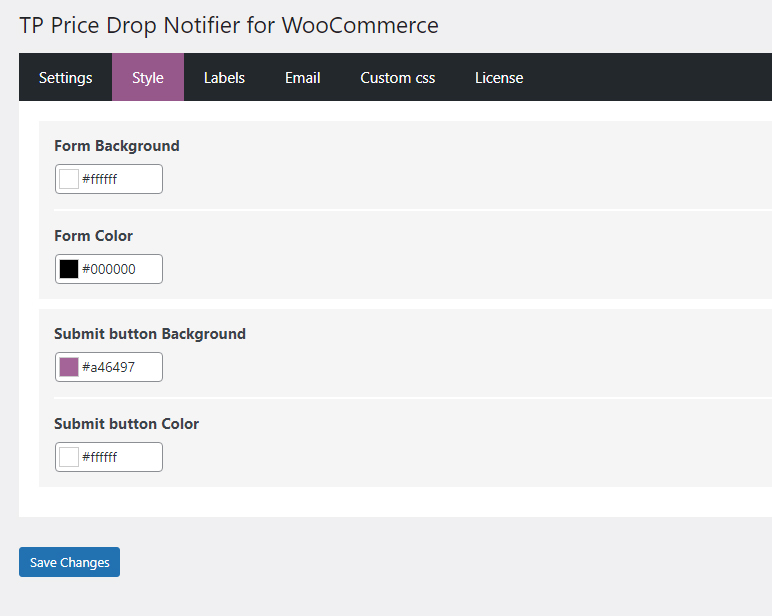 TP Price Drop Notifier for WooCommerce
Settings Style Labels Email Custom css License
Form Background
#ffffff
Form Color
#000000
Submit button Background
#a46497
Submit button Color
#ffffff
Save Changes